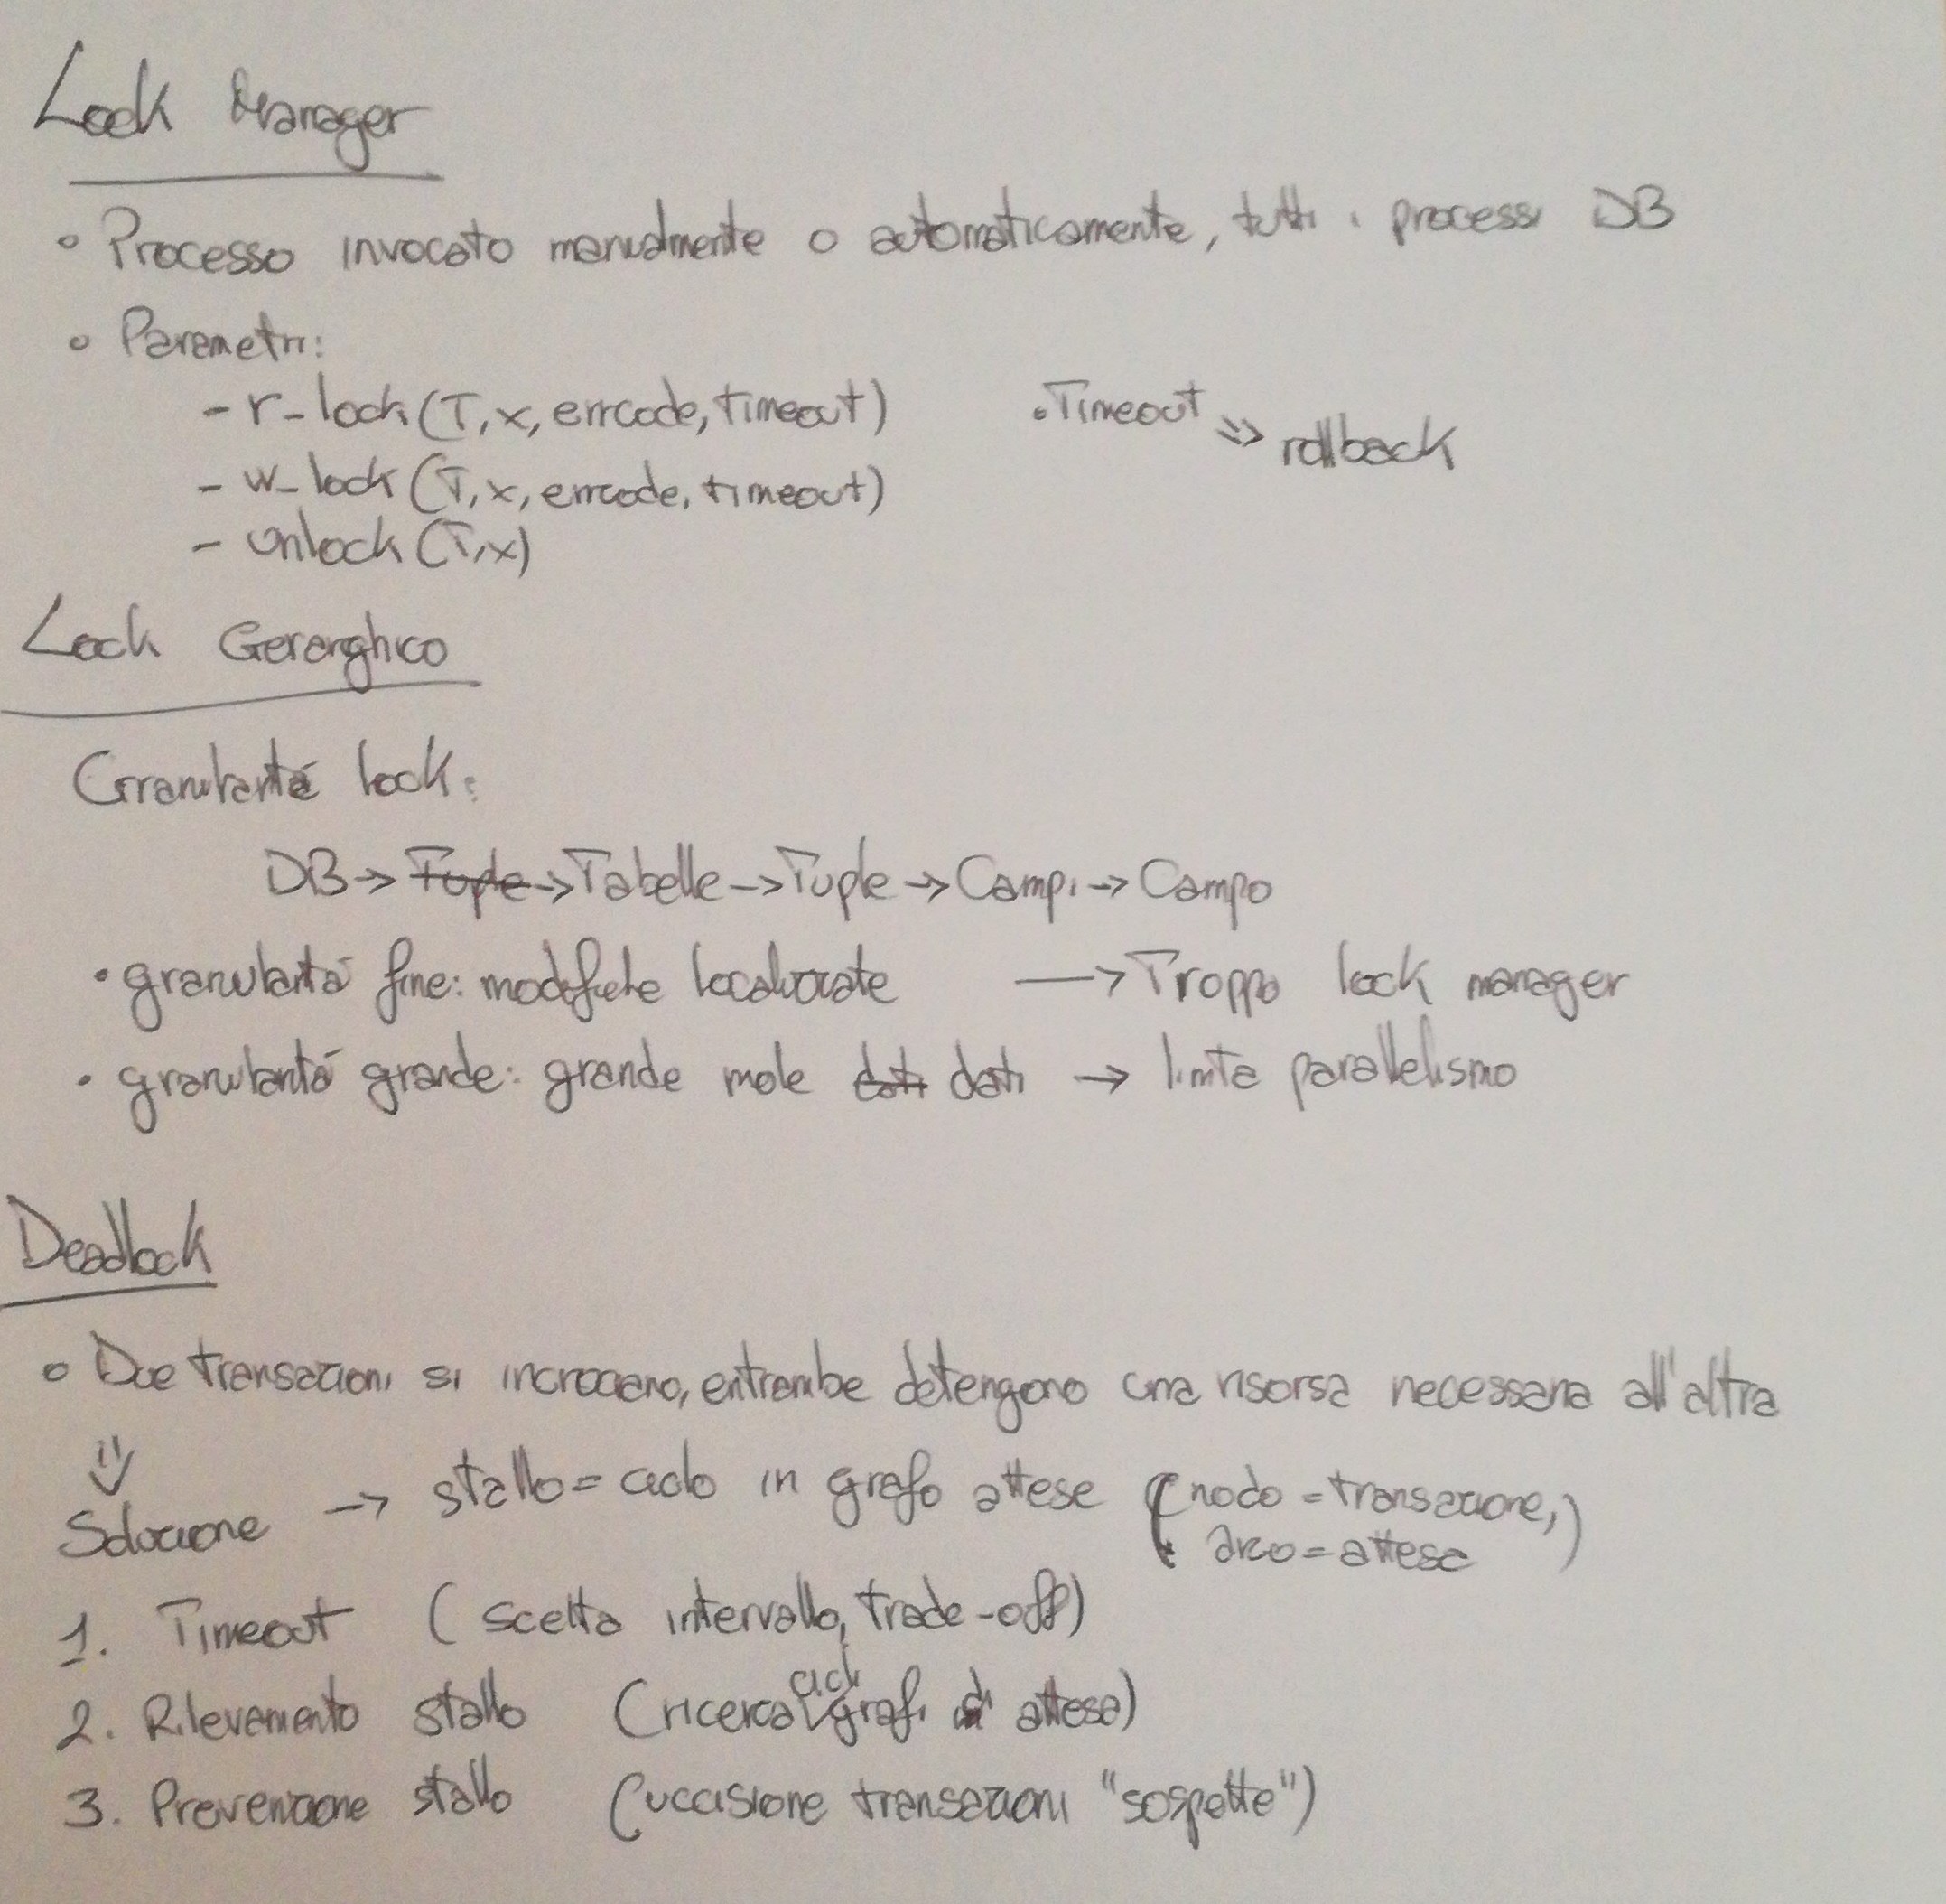 Lock Manager
• Processo invocato manualmente o automaticamente, tutti i processi DB
• Parametri:
- r_lock(T, x, errcode, timeout) • Timeout => rollback
- w_lock(T, x, errcode, timeout)
- unlock(T,x)
Lock Gerarghico
Granularità lock:
DB -> Tuple -> Tabelle -> Tuple -> Campi -> Campo
• granularità fine: modifiche localizzate -> Troppo lock manager
• granularità grande: grande mole dati dati -> limita parallelismo
Deadlock
• Due transazioni si incrociano, entrambe detengono una risorsa necessaria all'altra
Soluzione -> stallo = ciclo in grafo attese (nodo = transazione,)
arco = attesa
1. Timeout (scelta intervallo, trade-off)
2. Rilevamento stallo (ricerca cicli grafi di attesa)
3. Prevenzione stallo (uccisione transazioni "sospette")